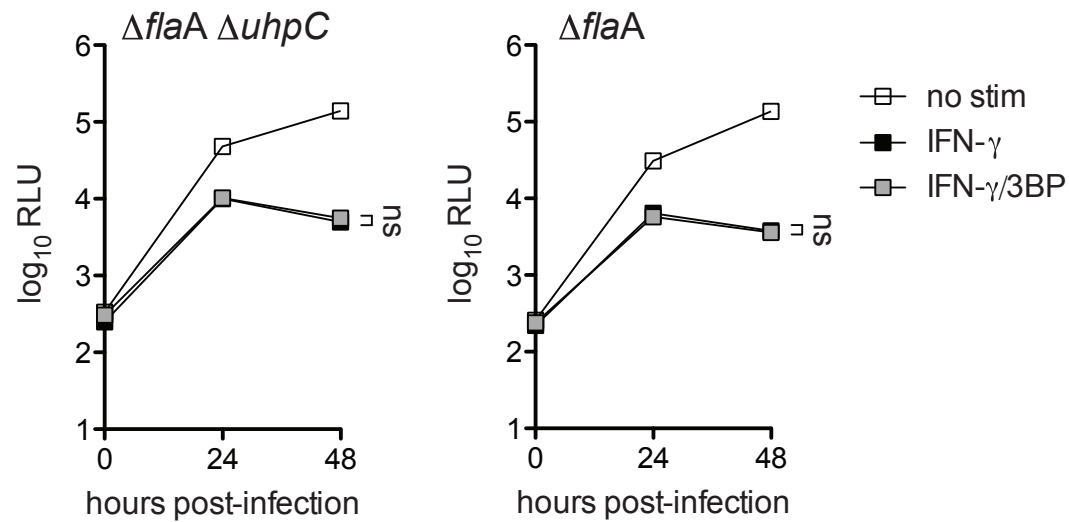 ΔflaA ΔuhpC
6
5
4
3
2
1
log10 RLU
0 24 48
hours post-infection
ns
ΔflaA
6
5
4
3
2
1
log10 RLU
0 24 48
hours post-infection
ns
no stim
IFN-γ
IFN-γ/3BP